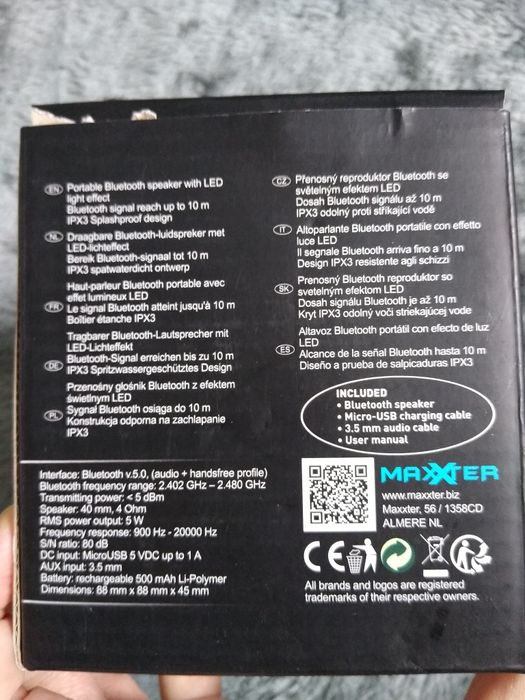 EN Portable Bluetooth speaker with LED
light effect
Bluetooth signal reach up to 10 m
IPX3 Splashproof design
NL Draagbare Bluetooth-luidspreker met
LED-lichteffect
Bereik Bluetooth-signaal tot 10 m
IPX3 spatwaterdicht ontwerp
Haut-parleur Bluetooth portable avec
effet lumineux LED
FR Le signal Bluetooth atteint jusqu'à 10 m
Boîtier étanche IPX3
Tragbarer Bluetooth-Lautsprecher mit
LED-Lichteffekt
DE Bluetooth-Signal erreichen bis zu 10 m
IPX3 Spritzwassergeschütztes Design
Przenośny głośnik Bluetooth z efektem
świetlnym LED
PL Sygnał Bluetooth osiąga do 10 m
Konstrukcja odporna na zachlapanie
IPX3
CZ Přenosný reproduktor Bluetooth se
světelným efektem LED
Dosah Bluetooth signálu až 10 m
IPX3 odolný proti stříkající vodě
IT Altoparlante Bluetooth portatile con effetto
luce LED
Il segnale Bluetooth arriva fino a 10 m
Design IPX3 resistente agli schizzi
Prenosný Bluetooth reproduktor so
SK svetelným efektom LED
Dosah signálu Bluetooth je až 10 m
Kryt IPX3 odolný voči striekajúcej vode
Altavoz Bluetooth portátil con efecto de luz
LED
ES Alcance de la señal Bluetooth hasta 10 m
Diseño a prueba de salpicaduras IPX3
INCLUDED
• Bluetooth speaker
• Micro-USB charging cable
• 3.5 mm audio cable
• User manual
Interface: Bluetooth v.5.0, (audio + handsfree profile)
Bluetooth frequency range: 2.402 GHz – 2.480 GHz
Transmitting power: < 5 dBm
Speaker: 40 mm, 4 Ohm
RMS power output: 5 W
Frequency response: 900 Hz - 20000 Hz
S/N ratio: 80 dB
DC input: MicroUSB 5 VDC up to 1 A
AUX input: 3.5 mm
Battery: rechargeable 500 mAh Li-Polymer
Dimensions: 88 mm x 88 mm x 45 mm
MAXXTER
www.maxxter.biz
Maxxter, 56 / 1358CD
ALMERE NL
CE
All brands and logos are registered
trademarks of their respective owners.